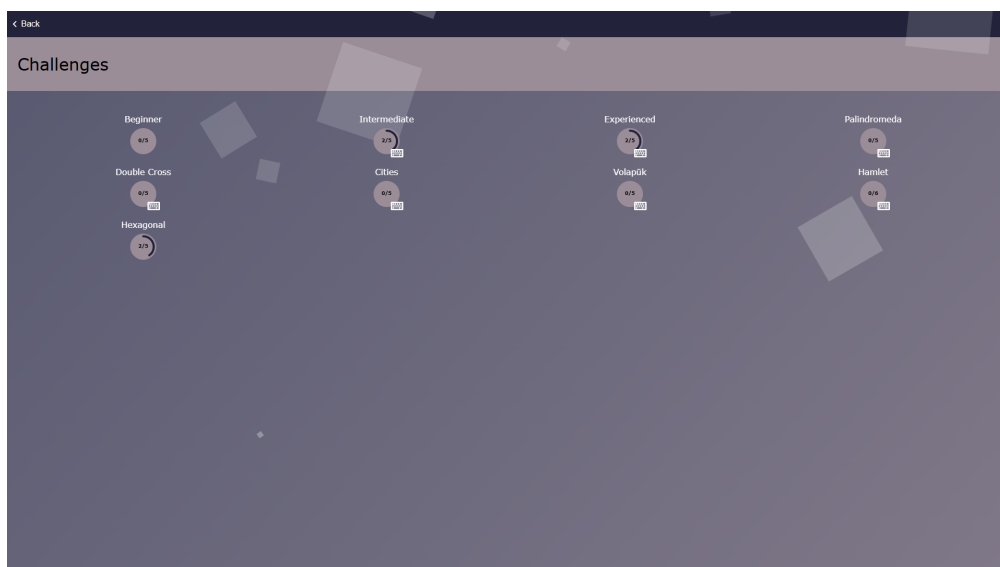 Back
Challenges
Beginner
Intermediate
Experienced
Palindromeda
0/5
2/5
2/5
0/5
Double Cross
Cities
Volapük
Hamlet
0/5
0/5
0/5
0/6
Hexagonal
2/5